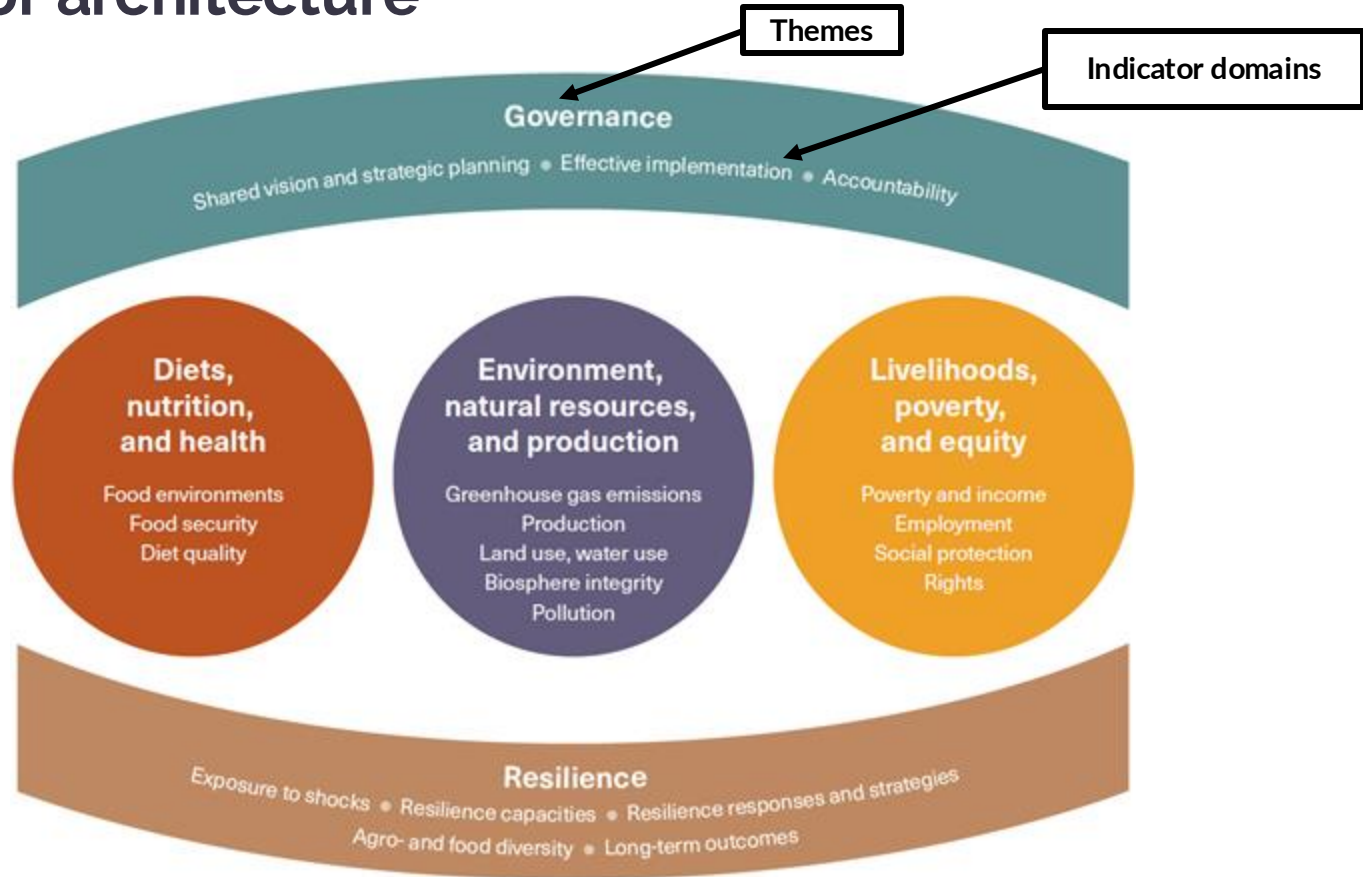 or architecture
Themes
Indicator domains
Governance
Shared vision and strategic planning • Effective implementation • Accountability
Diets,
nutrition,
and health
Food environments
Food security
Diet quality
Environment,
natural resources,
and production
Greenhouse gas emissions
Production
Land use, water use
Biosphere integrity
Pollution
Livelihoods,
poverty,
and equity
Poverty and income
Employment
Social protection
Rights
Resilience
Exposure to shocks • Resilience capacities • Resilience responses and strategies
Agro- and food diversity • Long-term outcomes